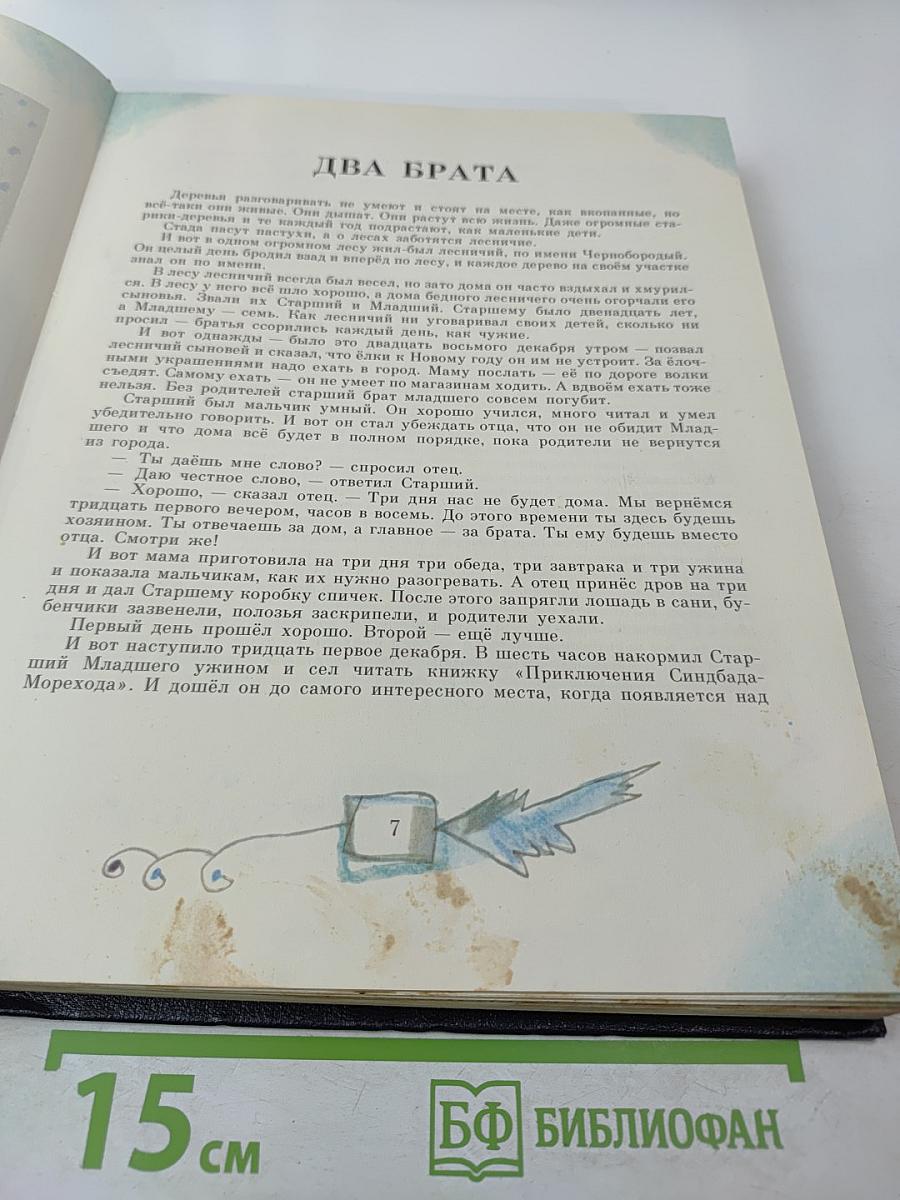 ДВА БРАТА
Деревья разговаривать не умеют и стоят на месте, как вкопанные, но
всё-таки они живые. Они дышат. Они растут всю жизнь. Даже огромные ста-
рики-деревья и те каждый год подрастают, как маленькие дети.
Стада пасут пастухи, а о лесах заботятся лесничие.
И вот в одном огромном лесу жил-был лесничий, по имени Чернобородый.
Он целый день бродил взад и вперёд по лесу, и каждое дерево на своём участке
знал он по имени.
В лесу лесничий всегда был весел, но зато дома он часто вздыхал и хмурил-
ся. В лесу у него всё шло хорошо, а дома бедного лесничего очень огорчали его
сыновья. Звали их Старший и Младший. Старшему было двенадцать лет,
а Младшему — семь. Как лесничий ни уговаривал своих детей, сколько ни
просил — братья ссорились каждый день, как чужие.
И вот однажды — было это двадцать восьмого декабря утром — позвал
лесничий сыновей и сказал, что ёлки к Новому году он им не устроит. За ёлоч-
ными украшениями надо ехать в город. Маму послать — её по дороге волки
съедят. Самому ехать — он не умеет по магазинам ходить. А вдвоём ехать тоже
нельзя. Без родителей старший брат младшего совсем погубит.
Старший был мальчик умный. Он хорошо учился, много читал и умел
убедительно говорить. И вот он стал убеждать отца, что он не обидит Млад-
шего и что дома всё будет в полном порядке, пока родители не вернутся
из города.
— Ты даёшь мне слово? — спросил отец.
— Даю честное слово, — ответил Старший.
— Хорошо, — сказал отец. — Три дня нас не будет дома. Мы вернёмся
тридцать первого вечером, часов в восемь. До этого времени ты здесь будешь
хозяином. Ты отвечаешь за дом, а главное — за брата. Ты ему будешь вместо
отца. Смотри же!
И вот мама приготовила на три дня три обеда, три завтрака и три ужина
и показала мальчикам, как их нужно разогревать. А отец принёс дров на три
дня и дал Старшему коробку спичек. После этого запрягли лошадь в сани, бу-
бенчики зазвенели, полозья заскрипели, и родители уехали.
Первый день прошёл хорошо. Второй — ещё лучше.
И вот наступило тридцать первое декабря. В шесть часов накормил Стар-
ший Младшего ужином и сел читать книжку «Приключения Синдбада-
Морехода». И дошёл он до самого интересного места, когда появляется над
7
15 см
БФ БИБЛИОФАН